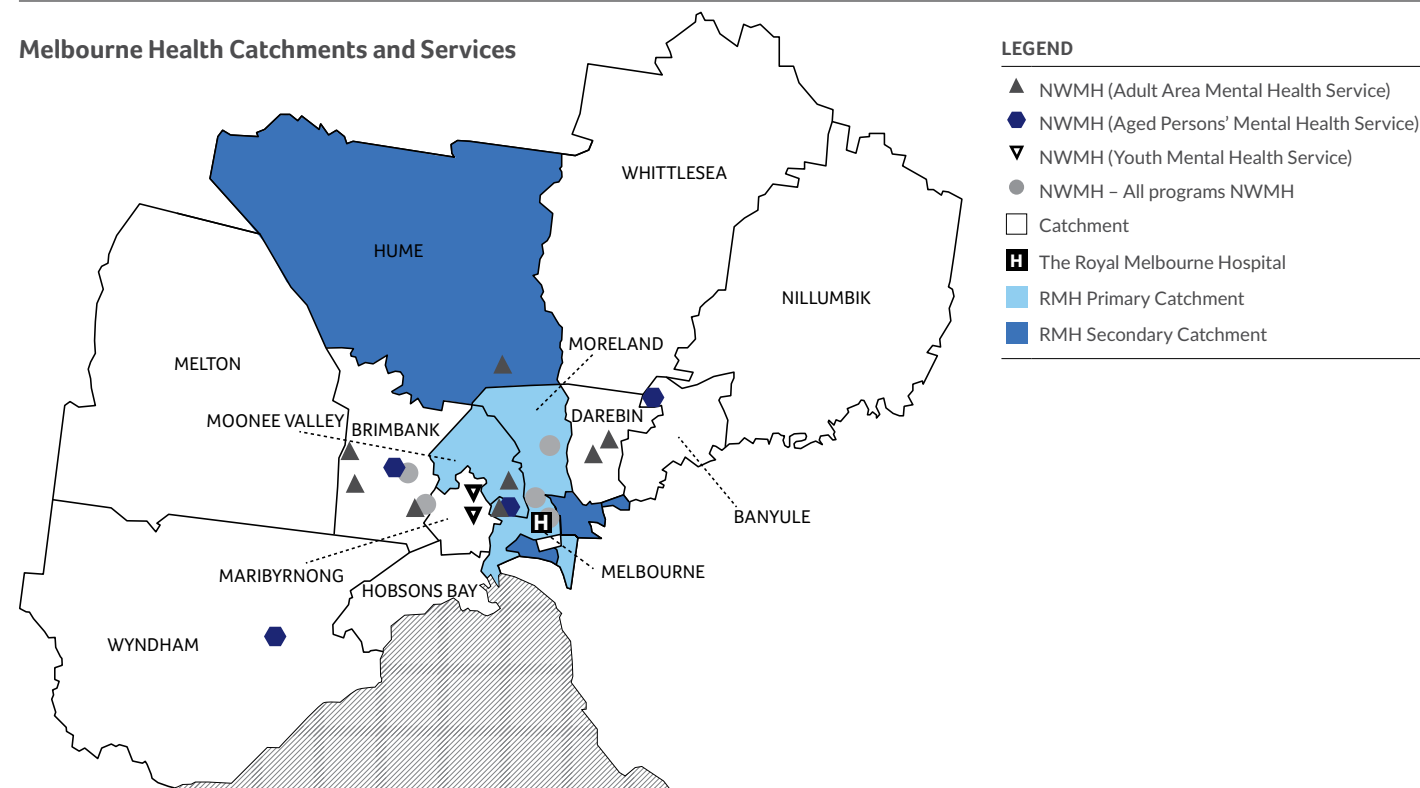 Melbourne Health Catchments and Services
LEGEND
NWMH (Adult Area Mental Health Service)
NWMH (Aged Persons' Mental Health Service)
NWMH (Youth Mental Health Service)
NWMH – All programs NWMH
Catchment
H The Royal Melbourne Hospital
RMH Primary Catchment
RMH Secondary Catchment
WHITTLESEA
HUME
NILLUMBIK
MORELAND
MELTON
MOONEE VALLEY
BRIMBANK
DAREBIN
BANYULE
H
MARIBYRNONG
MELBOURNE
HOBSONS BAY
WYNDHAM